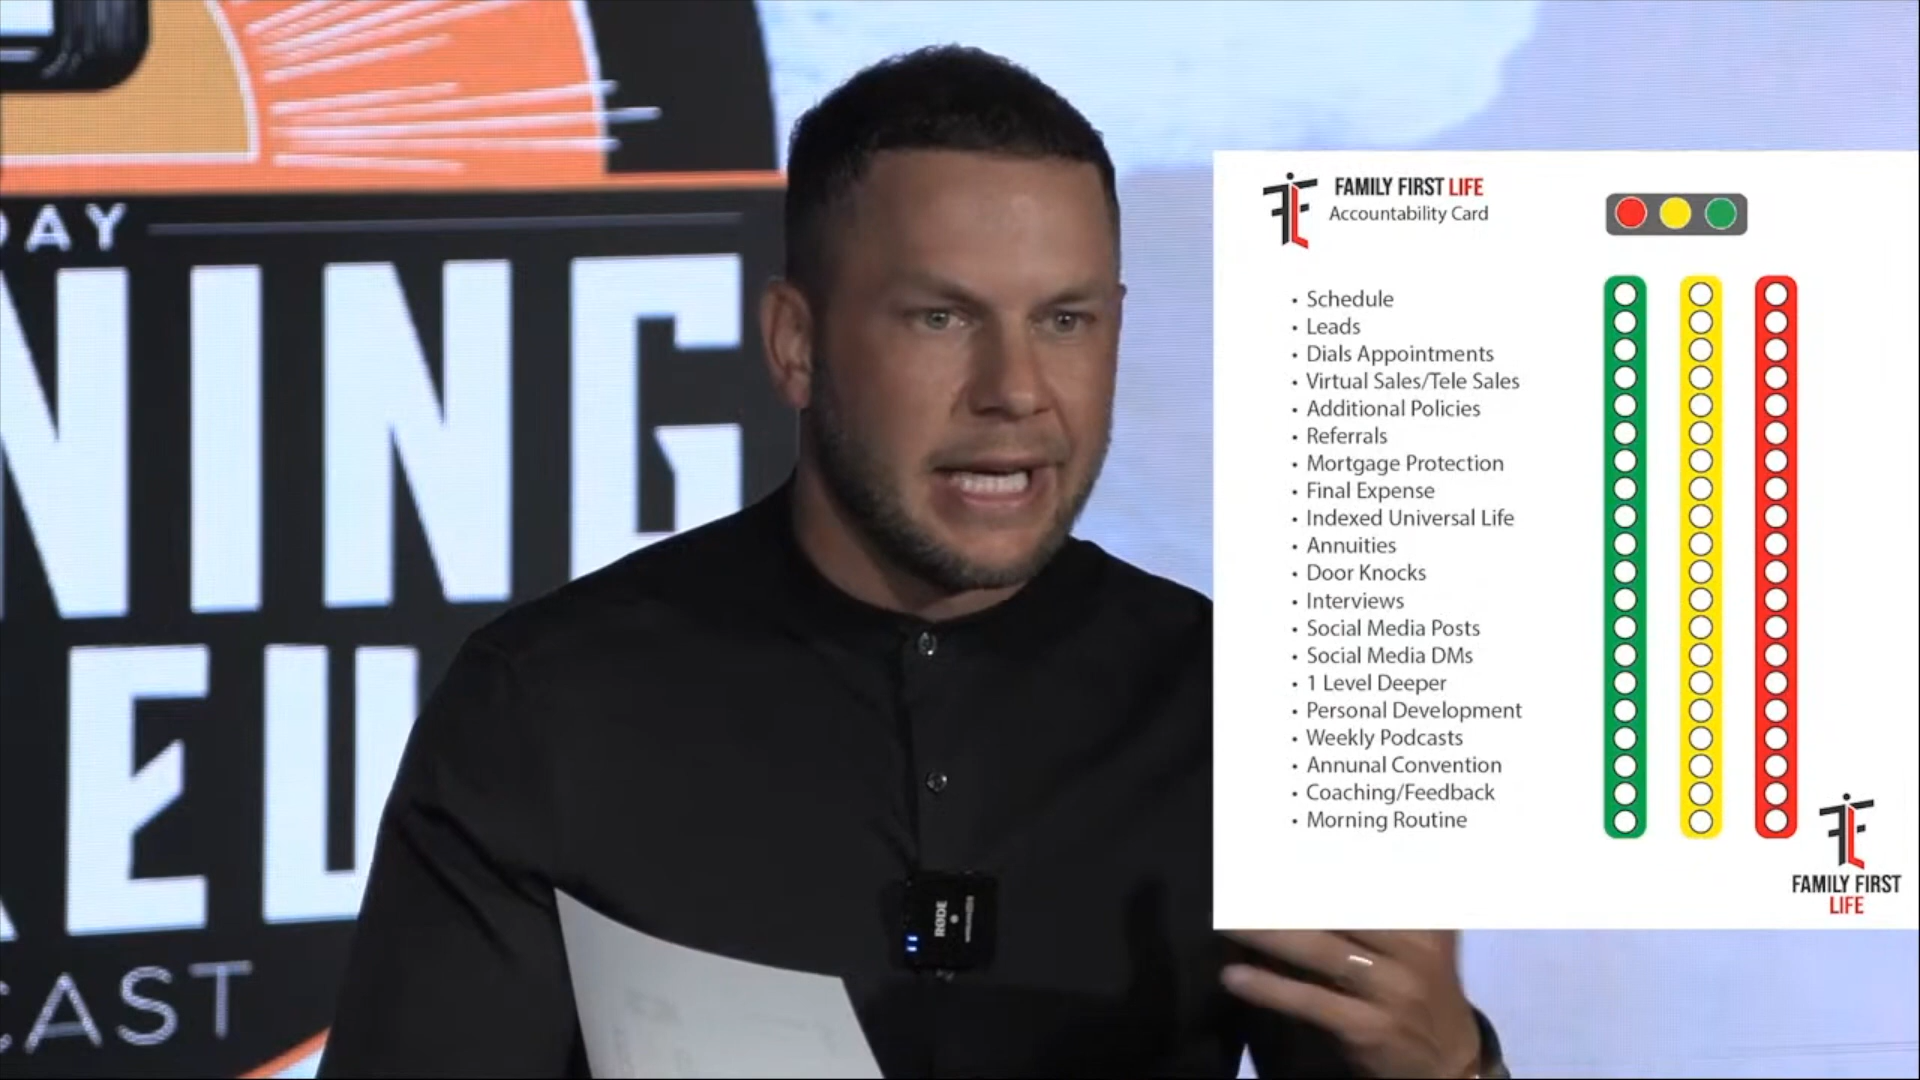 DAY
NING
EU
CAST
RØDE
FAMILY FIRST LIFE
Accountability Card
• Schedule
• Leads
• Dials Appointments
• Virtual Sales/Tele Sales
• Additional Policies
• Referrals
• Mortgage Protection
• Final Expense
• Indexed Universal Life
• Annuities
• Door Knocks
• Interviews
• Social Media Posts
• Social Media DMs
• 1 Level Deeper
• Personal Development
• Weekly Podcasts
• Annunal Convention
• Coaching/Feedback
• Morning Routine
FAMILY FIRST
LIFE